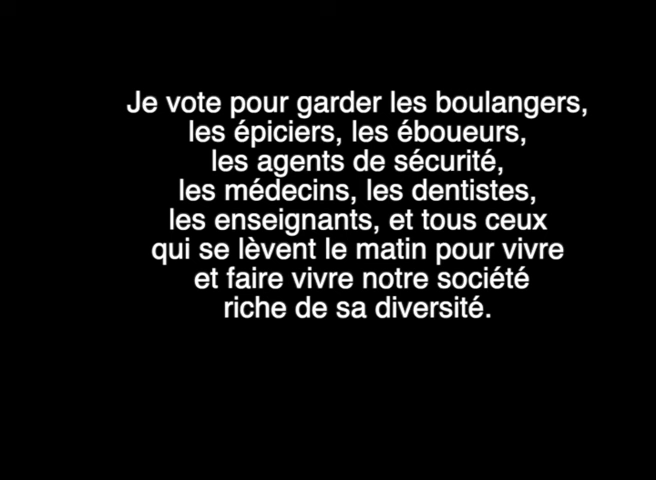 Je vote pour garder les boulangers,
les épiciers, les éboueurs,
les agents de sécurité,
les médecins, les dentistes,
les enseignants, et tous ceux
qui se lèvent le matin pour vivre
et faire vivre notre société
riche de sa diversité.